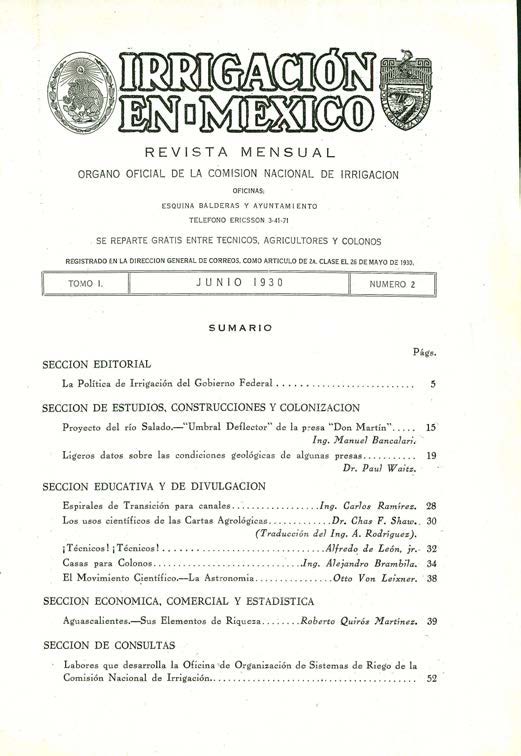 IRRIGACIÓN
EN-MEXICO
REVISTA MENSUAL
ORGANO OFICIAL DE LA COMISION NACIONAL DE IRRIGACION
OFICINAS:
ESQUINA BALDERAS Y AYUNTAMIENTO
TELEFONO ERICSSON 3-41-71
SE REPARTE GRATIS ENTRE TECNICOS, AGRICULTORES Y COLONOS
REGISTRADO EN LA DIRECCION GENERAL DE CORREOS, COMO ARTICULO DE 2A. CLASE EL 26 DE MAYO DE 1930.
TOMO I. JUNIO 1930 NUMERO 2
SUMARIO
Págs.
SECCION EDITORIAL
La Política de Irrigación del Gobierno Federal .......................... 5
SECCION DE ESTUDIOS, CONSTRUCCIONES Y COLONIZACION
Proyecto del río Salado.—"Umbral Deflector" de la presa "Don Martín"..... 15
Ing. Manuel Bancalari.
Ligeros datos sobre las condiciones geológicas de algunas presas........... 19
Dr. Paul Waitz.
SECCION EDUCATIVA Y DE DIVULGACION
Espirales de Transición para canales..................Ing. Carlos Ramírez. 28
Los usos científicos de las Cartas Agrológicas.............Dr. Chas F. Shaw.. 30
(Traducción del Ing. A. Rodríguez).
¡Técnicos! ¡Técnicos! .................................Alfredo de León, jr.. 32
Casas para Colonos...............................Ing. Alejandro Brambila. 34
El Movimiento Científico.—La Astronomia................Otto Von Leixner. 38
SECCION ECONOMICA, COMERCIAL Y ESTADISTICA
Aguascalientes.—Sus Elementos de Riqueza........Roberto Quirós Martínez. 39
SECCION DE CONSULTAS
Labores que desarrolla la Oficina de Organización de Sistemas de Riego de la
Comisión Nacional de Irrigación........................................ 52